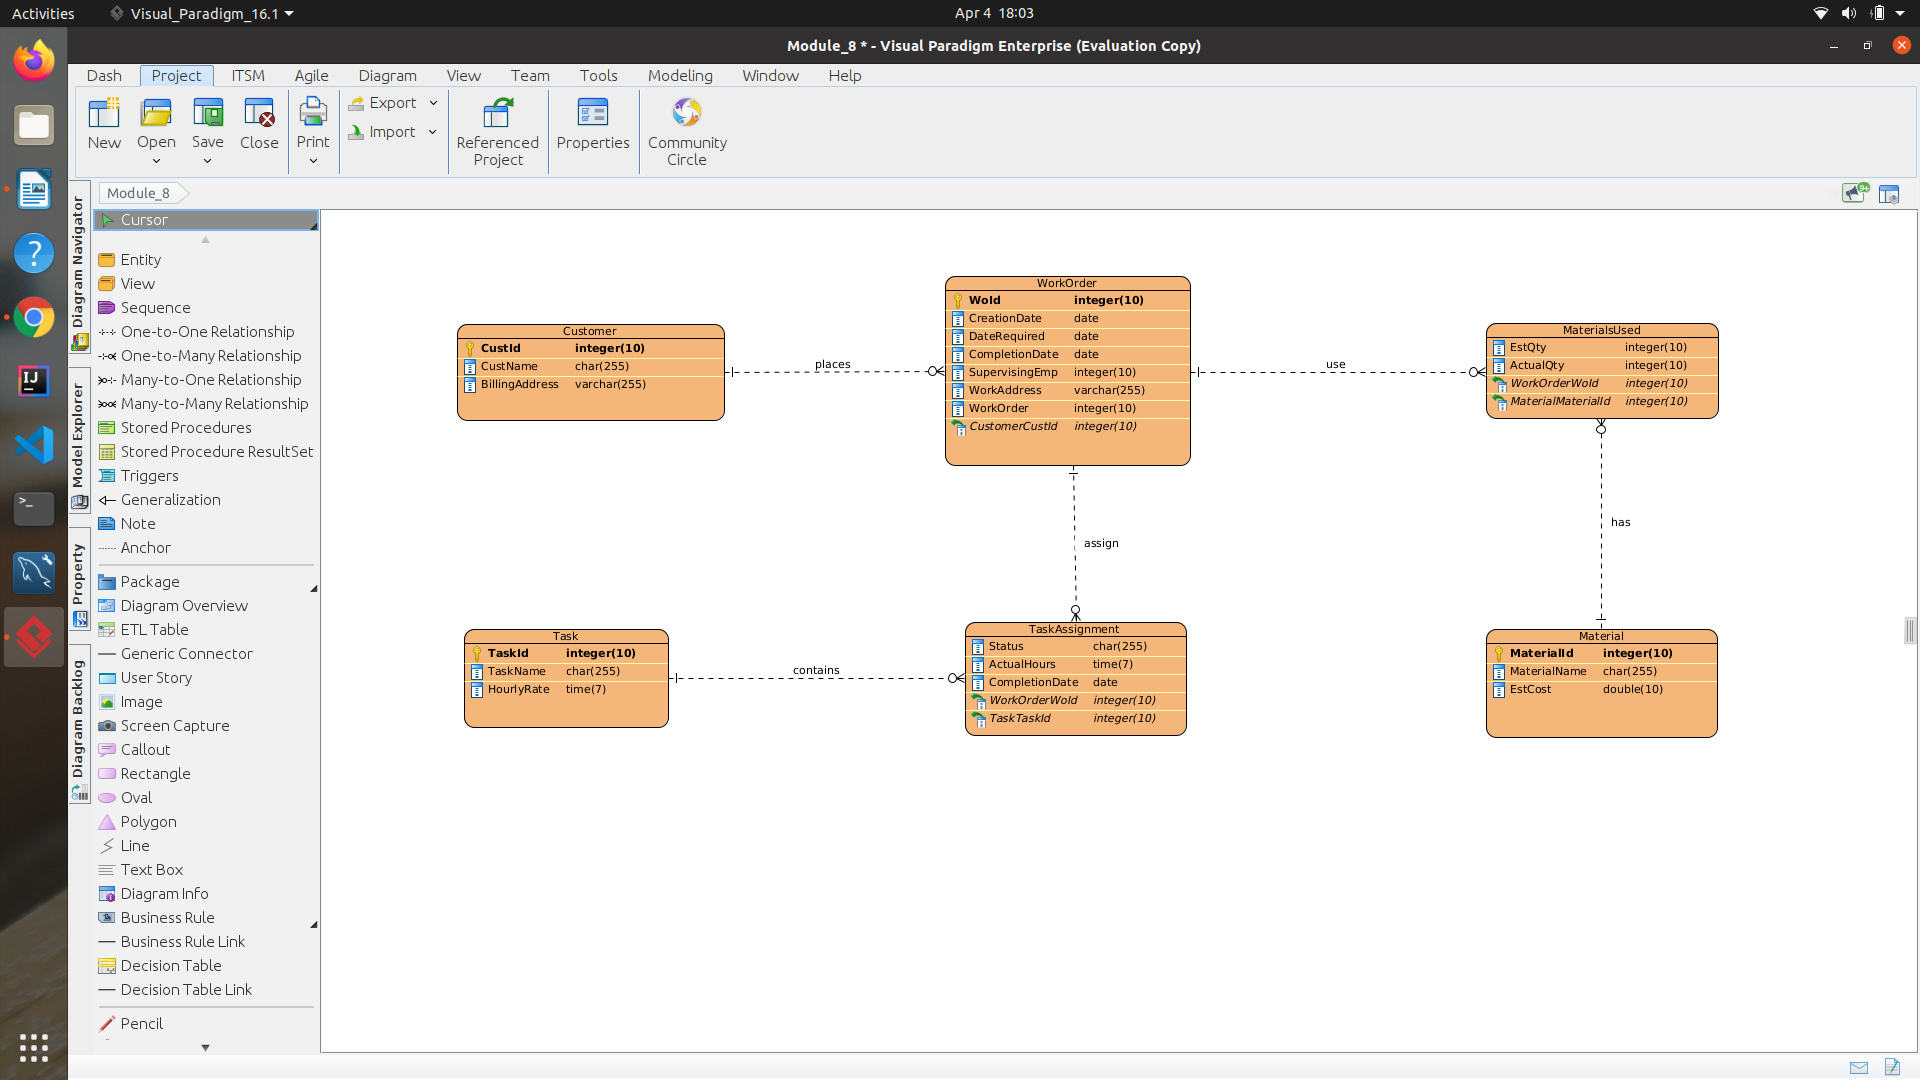 Activities
Visual_Paradigm_16.1
Apr 4 18:03
Module_8 * - Visual Paradigm Enterprise (Evaluation Copy)
Dash Project ITSM Agile Diagram View Team Tools Modeling Window Help
New Open Save Close Print
Export
Import
Referenced Project
Properties
Community Circle
Module_8
9+
Diagram Navigator
Model Explorer
Property
Diagram Backlog
Cursor
Entity
View
Sequence
One-to-One Relationship
One-to-Many Relationship
Many-to-One Relationship
Many-to-Many Relationship
Stored Procedures
Stored Procedure ResultSet
Triggers
Generalization
Note
Anchor
Package
Diagram Overview
ETL Table
Generic Connector
User Story
Image
Screen Capture
Callout
Rectangle
Oval
Polygon
Line
Text Box
Diagram Info
Business Rule
Business Rule Link
Decision Table
Decision Table Link
Pencil
Customer
CustId integer(10)
CustName char(255)
BillingAddress varchar(255)
places
WorkOrder
WoId integer(10)
CreationDate date
DateRequired date
CompletionDate date
SupervisingEmp integer(10)
WorkAddress varchar(255)
WorkOrder integer(10)
CustomerCustId integer(10)
use
MaterialsUsed
EstQty integer(10)
ActualQty integer(10)
WorkOrderWoId integer(10)
MaterialMaterialId integer(10)
assign
has
Task
TaskId integer(10)
TaskName char(255)
HourlyRate time(7)
contains
TaskAssignment
Status char(255)
ActualHours time(7)
CompletionDate date
WorkOrderWoId integer(10)
TaskTaskId integer(10)
Material
MaterialId integer(10)
MaterialName char(255)
EstCost double(10)